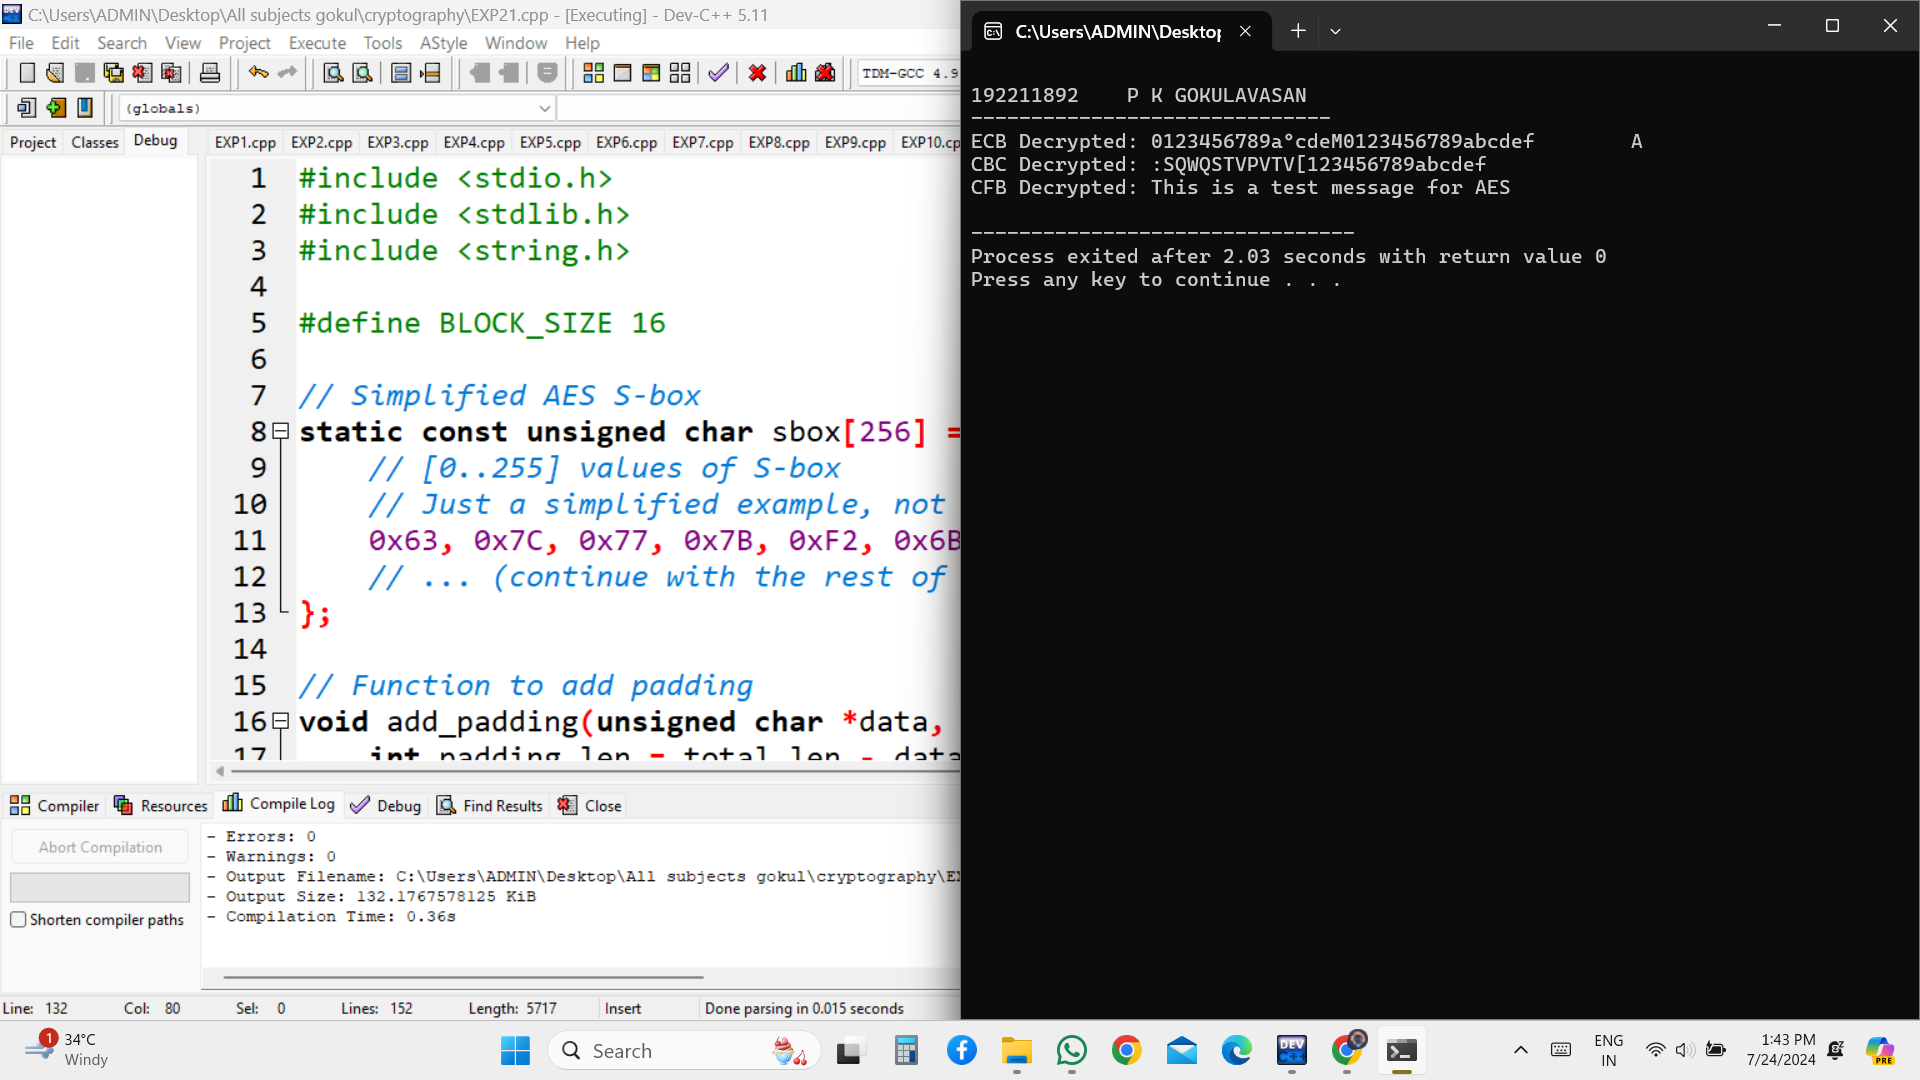 C:\Users\ADMIN\Desktop\All subjects gokul\cryptography\EXP21.cpp - [Executing] - Dev-C++ 5.11
File Edit Search View Project Execute Tools AStyle Window Help
TDM-GCC 4.9
(globals)
Project Classes Debug
EXP1.cpp EXP2.cpp EXP3.cpp EXP4.cpp EXP5.cpp EXP6.cpp EXP7.cpp EXP8.cpp EXP9.cpp EXP10.cp
1 #include <stdio.h>
2 #include <stdlib.h>
3 #include <string.h>
4
5 #define BLOCK_SIZE 16
6
7 // Simplified AES S-box
8 static const unsigned char sbox[256] =
9 // [0..255] values of S-box
10 // Just a simplified example, not
11 0x63, 0x7C, 0x77, 0x7B, 0xF2, 0x6B
12 // ... (continue with the rest of
13 };
14
15 // Function to add padding
16 void add_padding(unsigned char *data,
17 int padding_len = total_len - data
Compiler Resources Compile Log Debug Find Results Close
Abort Compilation
Shorten compiler paths
- Errors: 0
- Warnings: 0
- Output Filename: C:\Users\ADMIN\Desktop\All subjects gokul\cryptography\EX
- Output Size: 132.1767578125 KiB
- Compilation Time: 0.36s
Line: 132 Col: 80 Sel: 0 Lines: 152 Length: 5717 Insert Done parsing in 0.015 seconds
C:\Users\ADMIN\Desktop
192211892    P K GOKULAVASAN
------------------------------
ECB Decrypted: 0123456789a°cdeM0123456789abcdef        A
CBC Decrypted: :SQWQSTVPVTV[123456789abcdef
CFB Decrypted: This is a test message for AES
--------------------------------
Process exited after 2.03 seconds with return value 0
Press any key to continue . . .
1
34°C
Windy
Search
DEV C++
ENG
IN
1:43 PM
7/24/2024
PRE